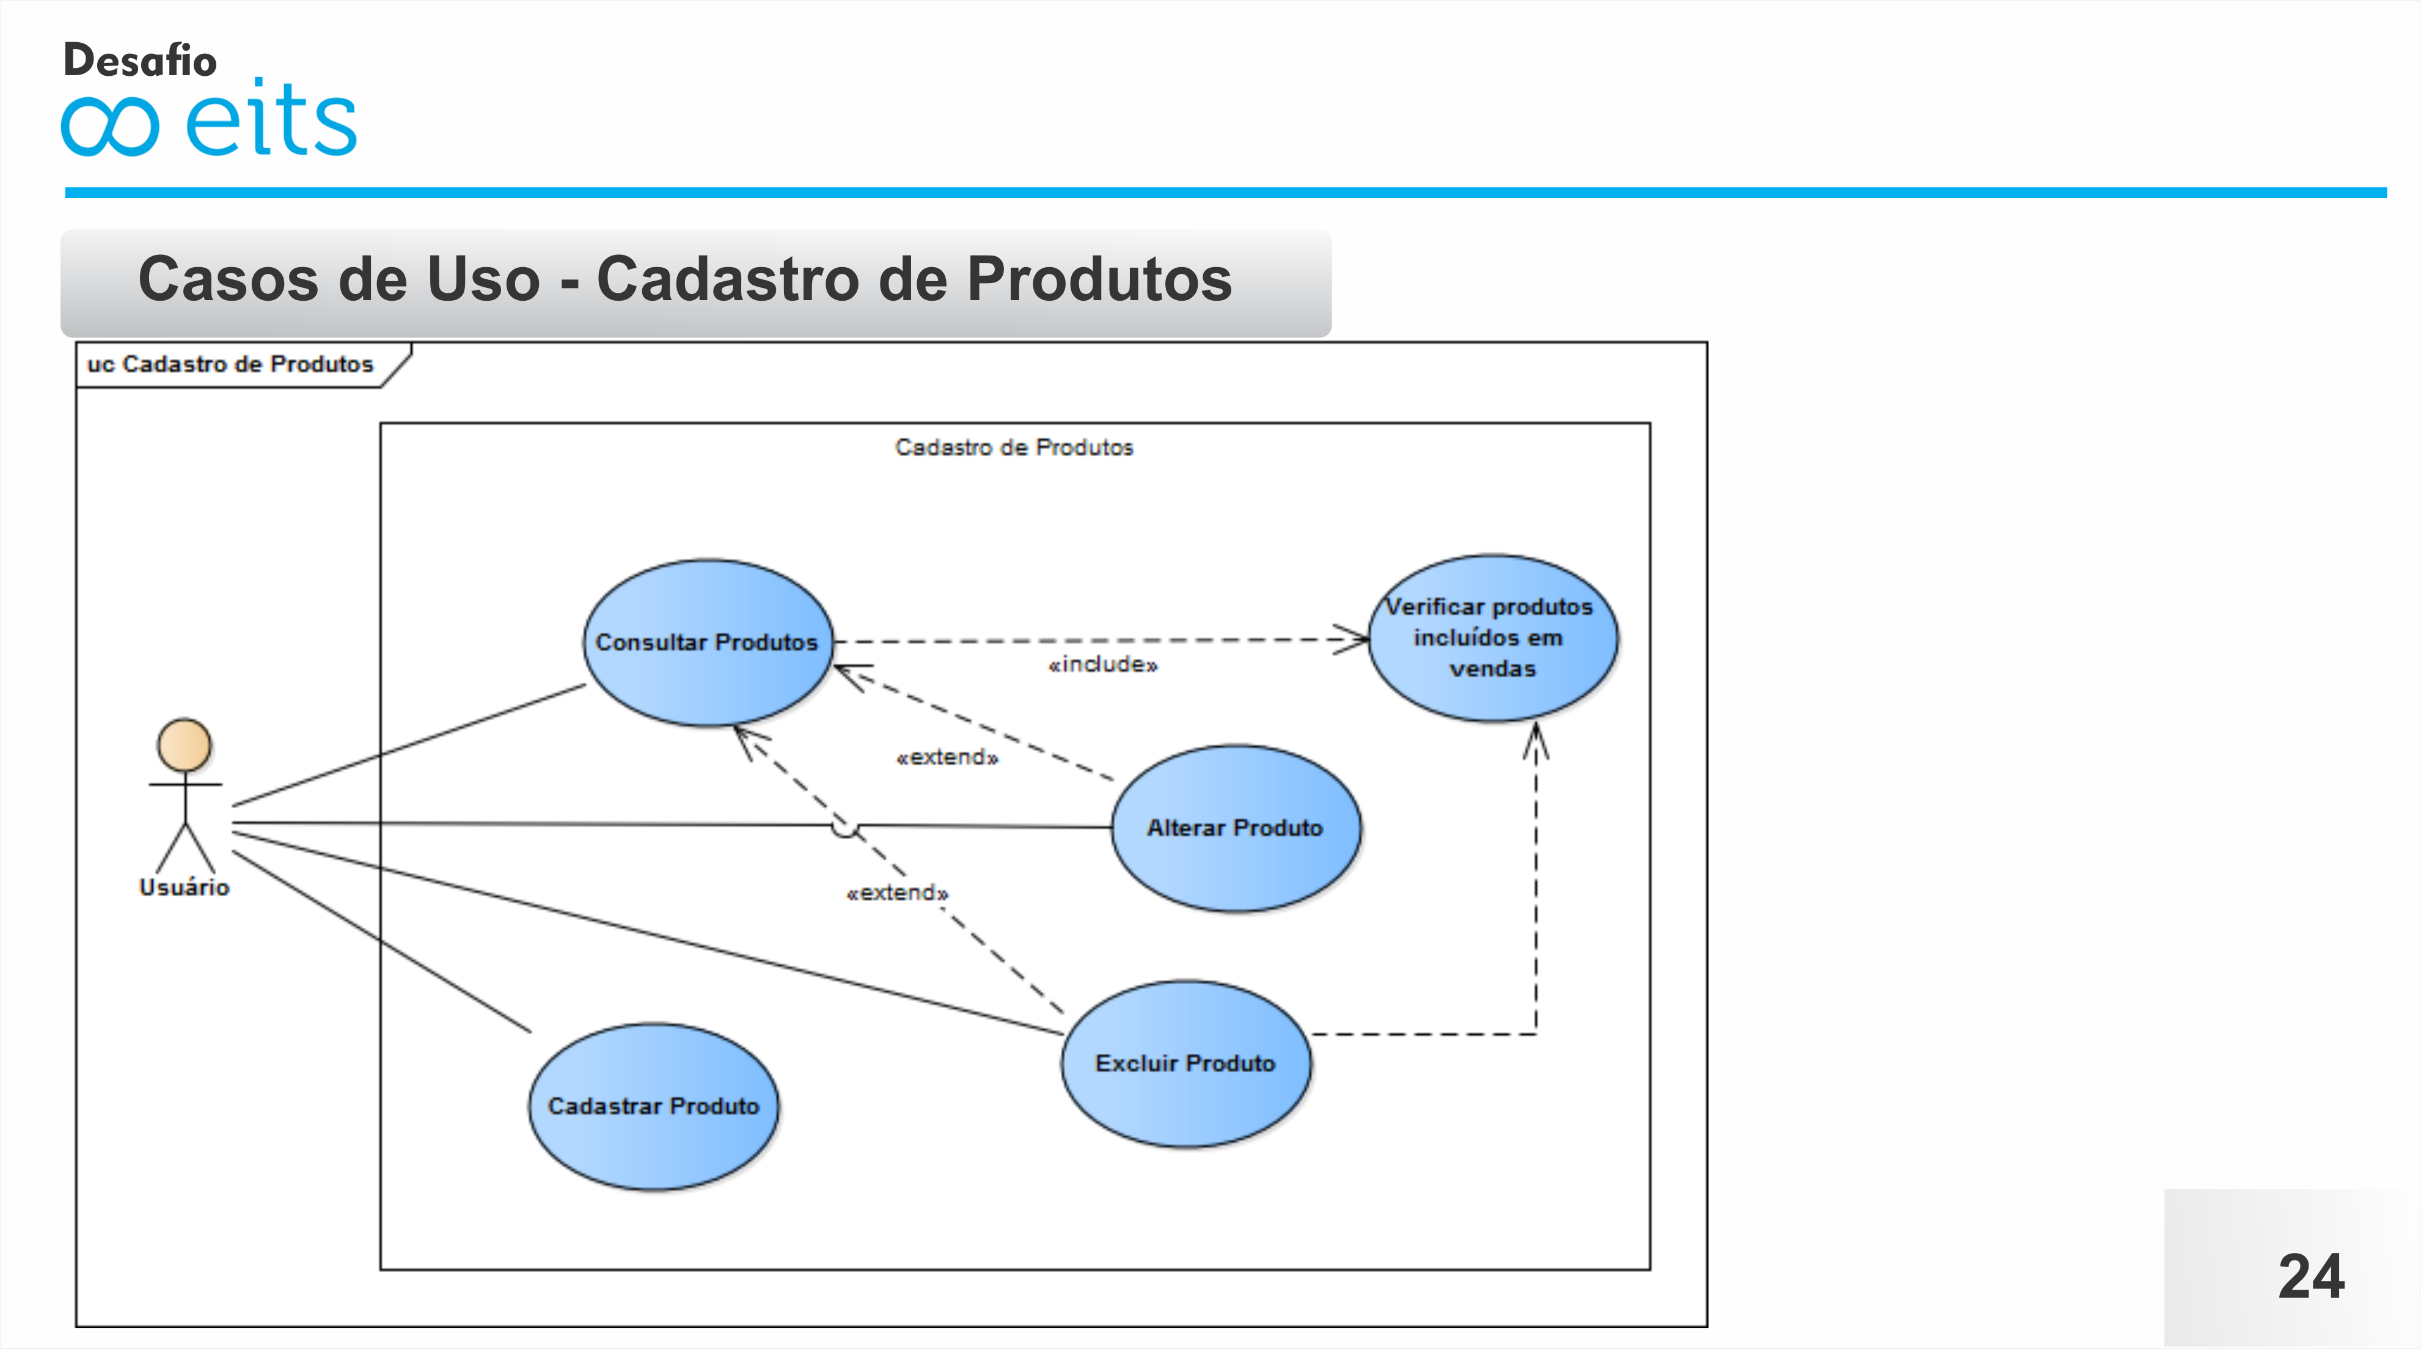 Desafio
eits
Casos de Uso - Cadastro de Produtos
uc Cadastro de Produtos
Cadastro de Produtos
Consultar Produtos
Verificar produtos
incluídos em
vendas
«include»
«extend»
Alterar Produto
Usuário
«extend»
Excluir Produto
Cadastrar Produto
24